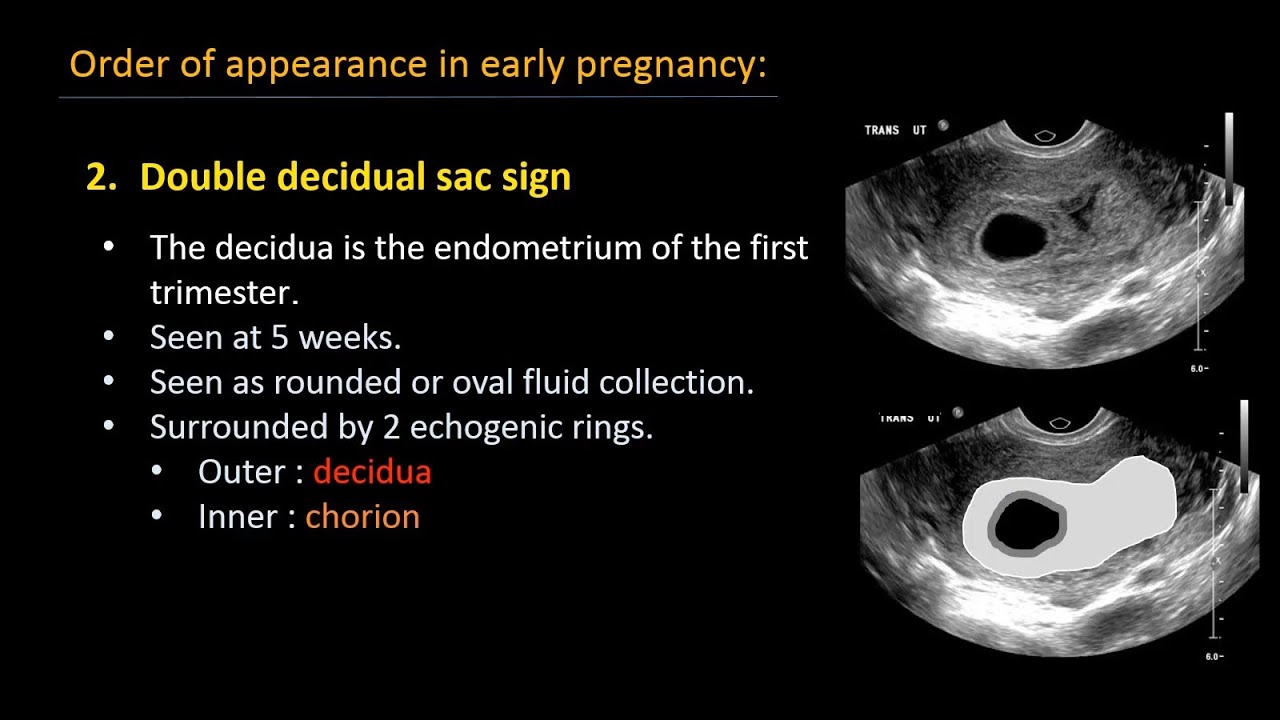 Order of appearance in early pregnancy:
2. Double decidual sac sign
• The decidua is the endometrium of the first
trimester.
• Seen at 5 weeks.
• Seen as rounded or oval fluid collection.
• Surrounded by 2 echogenic rings.
• Outer : decidua
• Inner : chorion
TRANS UT
6.0-
TRANS UT
6.0-